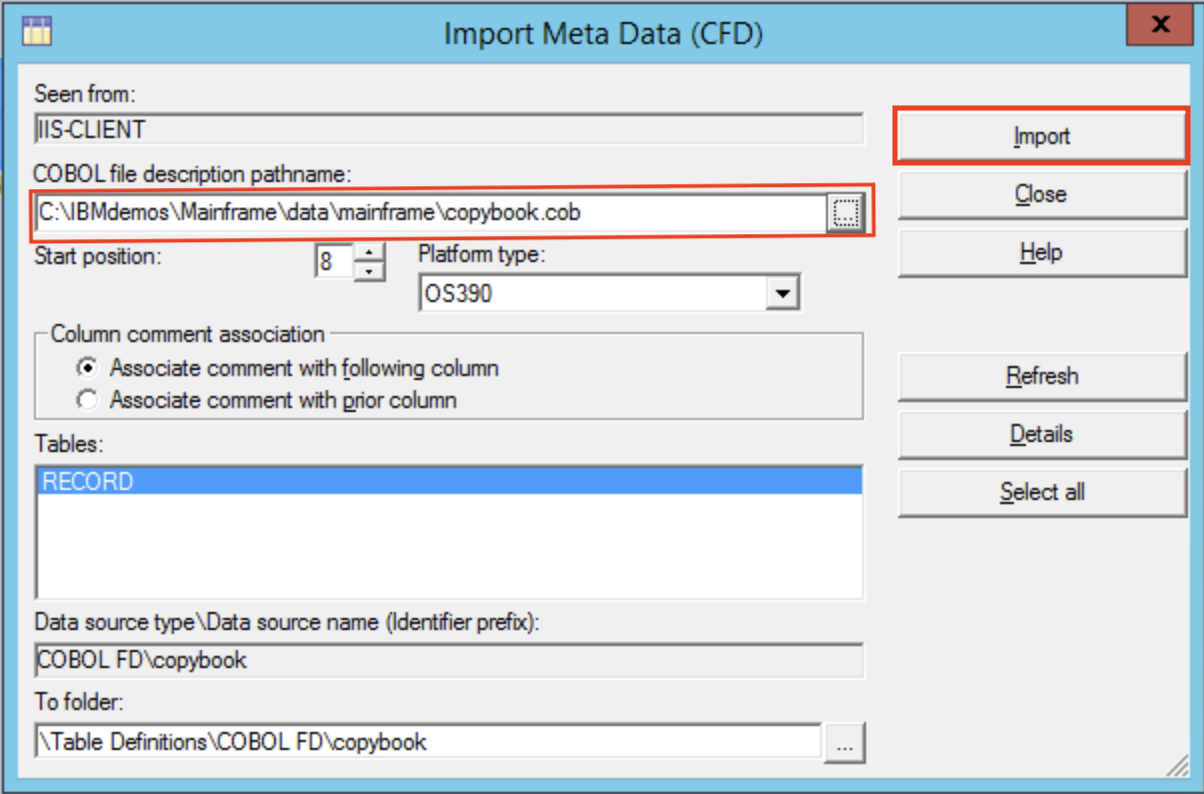 Import Meta Data (CFD)
X
Seen from:
IIS-CLIENT
Import
COBOL file description pathname:
Close
C:\IBMdemos\Mainframe\data\mainframe\copybook.cob
...
Start position:
8
Platform type:
Help
OS390
Column comment association
Associate comment with following column
Associate comment with prior column
Refresh
Details
Select all
Tables:
RECORD
Data source type\Data source name (Identifier prefix):
COBOL FD\copybook
To folder:
\Table Definitions\COBOL FD\copybook
...